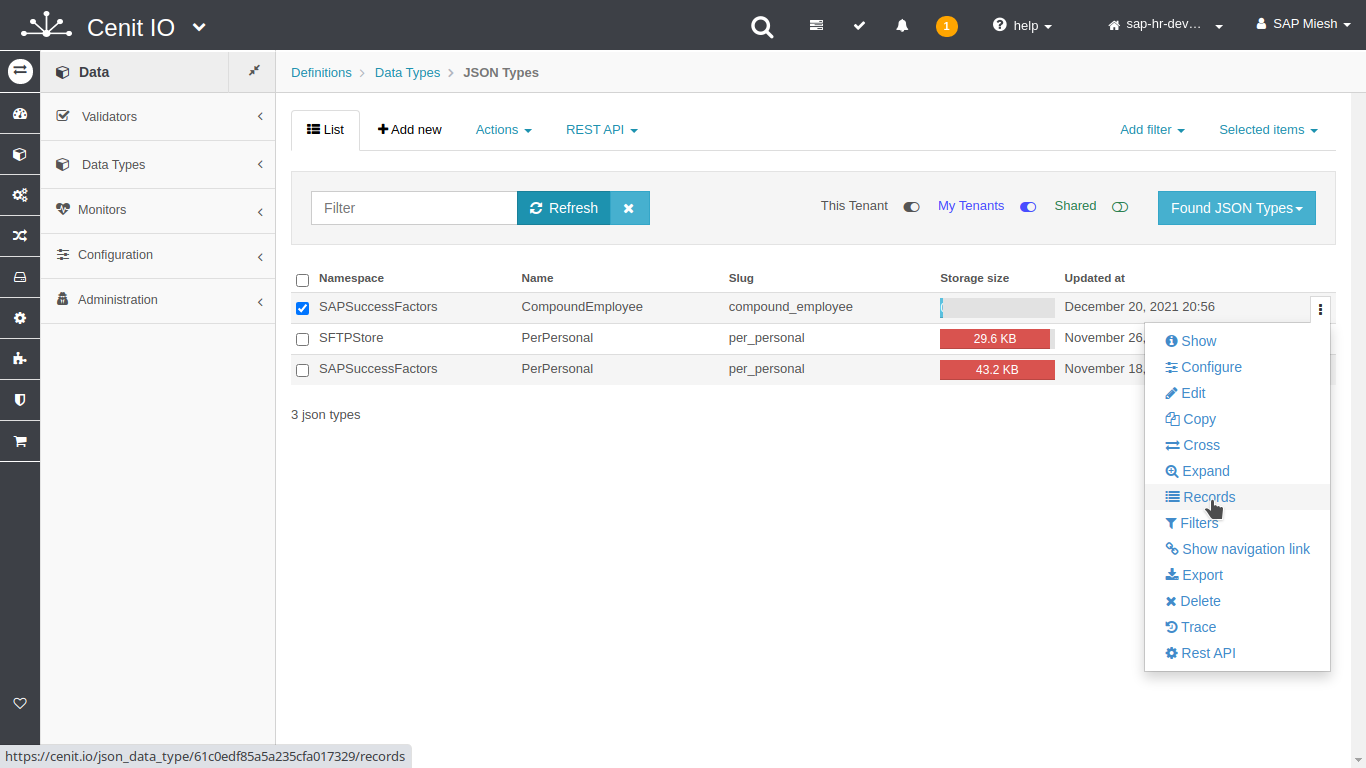 Cenit IO
1
help
sap-hr-dev...
SAP Miesh
Data
Definitions
Data Types
JSON Types
Validators
Data Types
Monitors
Configuration
Administration
List
Add new
Actions
REST API
Add filter
Selected items
Filter
Refresh
This Tenant
My Tenants
Shared
Found JSON Types
Namespace Name Slug Storage size Updated at
SAPSuccessFactors CompoundEmployee compound_employee December 20, 2021 20:56
SFTPStore PerPersonal per_personal 29.6 KB November 26,
SAPSuccessFactors PerPersonal per_personal 43.2 KB November 18,
3 json types
Show
Configure
Edit
Copy
Cross
Expand
Records
Filters
Show navigation link
Export
Delete
Trace
Rest API
https://cenit.io/json_data_type/61c0edf85a5a235cfa017329/records